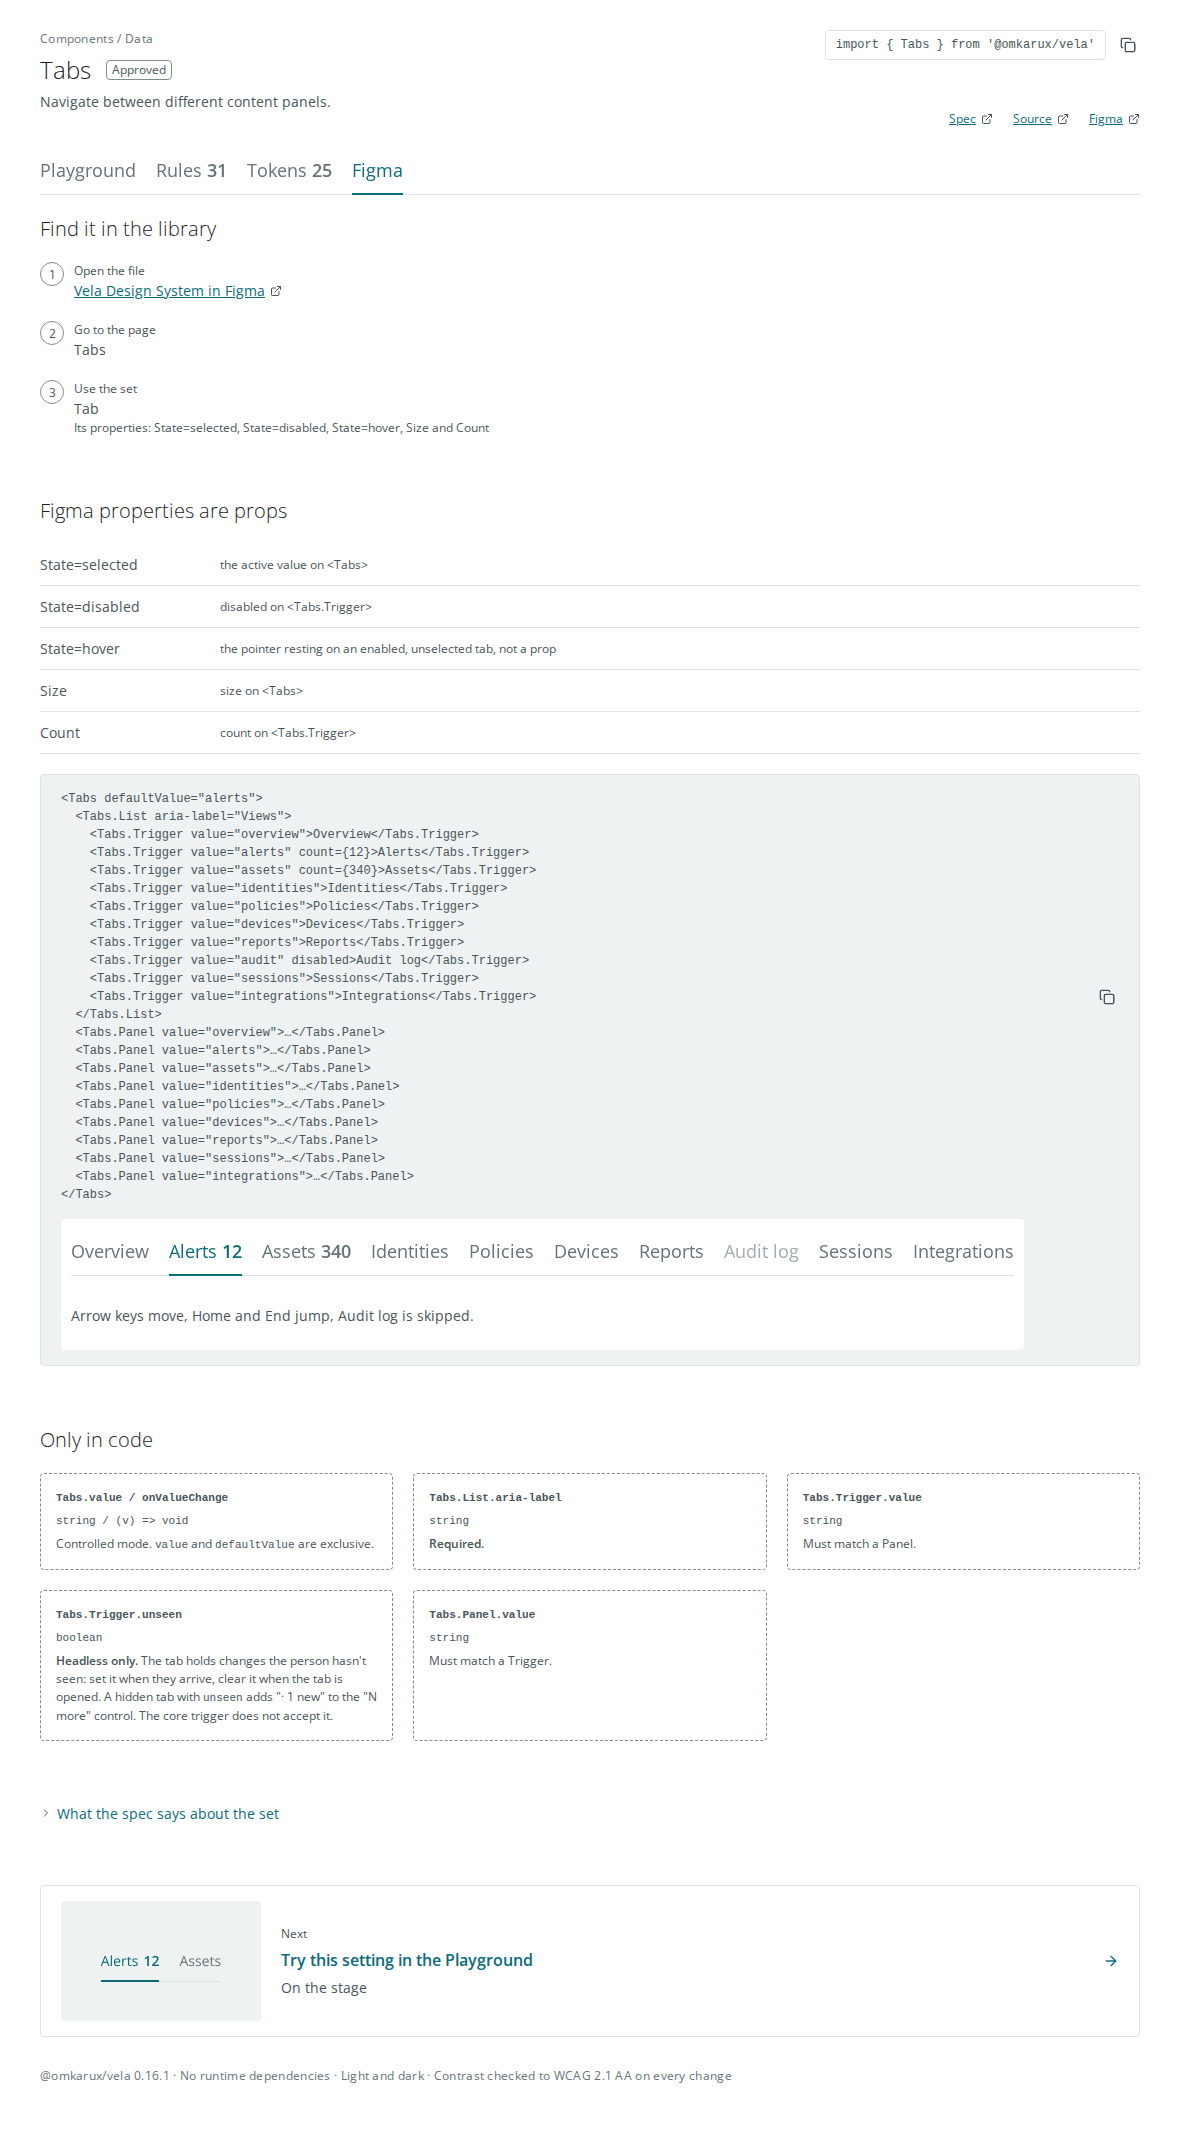 Components / Data
import { Tabs } from '@omkarux/vela'
Tabs Approved
Navigate between different content panels.
Spec Source Figma
Playground Rules 31 Tokens 25 Figma
Find it in the library
1 Open the file
Vela Design System in Figma
2 Go to the page
Tabs
3 Use the set
Tab
Its properties: State=selected, State=disabled, State=hover, Size and Count
Figma properties are props
State=selected the active value on <Tabs>
State=disabled disabled on <Tabs.Trigger>
State=hover the pointer resting on an enabled, unselected tab, not a prop
Size size on <Tabs>
Count count on <Tabs.Trigger>
<Tabs defaultValue="alerts">
  <Tabs.List aria-label="Views">
    <Tabs.Trigger value="overview">Overview</Tabs.Trigger>
    <Tabs.Trigger value="alerts" count={12}>Alerts</Tabs.Trigger>
    <Tabs.Trigger value="assets" count={340}>Assets</Tabs.Trigger>
    <Tabs.Trigger value="identities">Identities</Tabs.Trigger>
    <Tabs.Trigger value="policies">Policies</Tabs.Trigger>
    <Tabs.Trigger value="devices">Devices</Tabs.Trigger>
    <Tabs.Trigger value="reports">Reports</Tabs.Trigger>
    <Tabs.Trigger value="audit" disabled>Audit log</Tabs.Trigger>
    <Tabs.Trigger value="sessions">Sessions</Tabs.Trigger>
    <Tabs.Trigger value="integrations">Integrations</Tabs.Trigger>
  </Tabs.List>
  <Tabs.Panel value="overview">…</Tabs.Panel>
  <Tabs.Panel value="alerts">…</Tabs.Panel>
  <Tabs.Panel value="assets">…</Tabs.Panel>
  <Tabs.Panel value="identities">…</Tabs.Panel>
  <Tabs.Panel value="policies">…</Tabs.Panel>
  <Tabs.Panel value="devices">…</Tabs.Panel>
  <Tabs.Panel value="reports">…</Tabs.Panel>
  <Tabs.Panel value="sessions">…</Tabs.Panel>
  <Tabs.Panel value="integrations">…</Tabs.Panel>
</Tabs>
Overview Alerts 12 Assets 340 Identities Policies Devices Reports Audit log Sessions Integrations
Arrow keys move, Home and End jump, Audit log is skipped.
Only in code
Tabs.value / onValueChange
string / (v) => void
Controlled mode. value and defaultValue are exclusive.
Tabs.List.aria-label
string
Required.
Tabs.Trigger.value
string
Must match a Panel.
Tabs.Trigger.unseen
boolean
Headless only. The tab holds changes the person hasn't
seen: set it when they arrive, clear it when the tab is
opened. A hidden tab with unseen adds "· 1 new" to the "N
more" control. The core trigger does not accept it.
Tabs.Panel.value
string
Must match a Trigger.
What the spec says about the set
Alerts 12 Assets
Next
Try this setting in the Playground
On the stage
@omkarux/vela 0.16.1 · No runtime dependencies · Light and dark · Contrast checked to WCAG 2.1 AA on every change